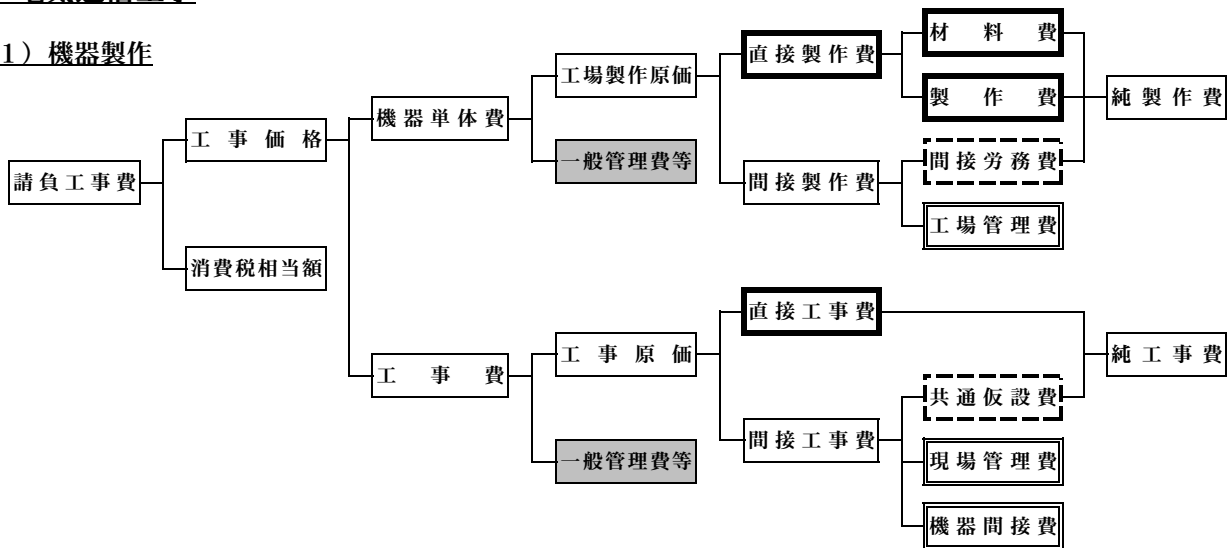 1）機器製作
請負工事費
工事価格
消費税相当額
機器単体費
工事費
工場製作原価
一般管理費等
工事原価
一般管理費等
直接製作費
間接製作費
直接工事費
間接工事費
材料費
製作費
間接労務費
工場管理費
共通仮設費
現場管理費
機器間接費
純製作費
純工事費